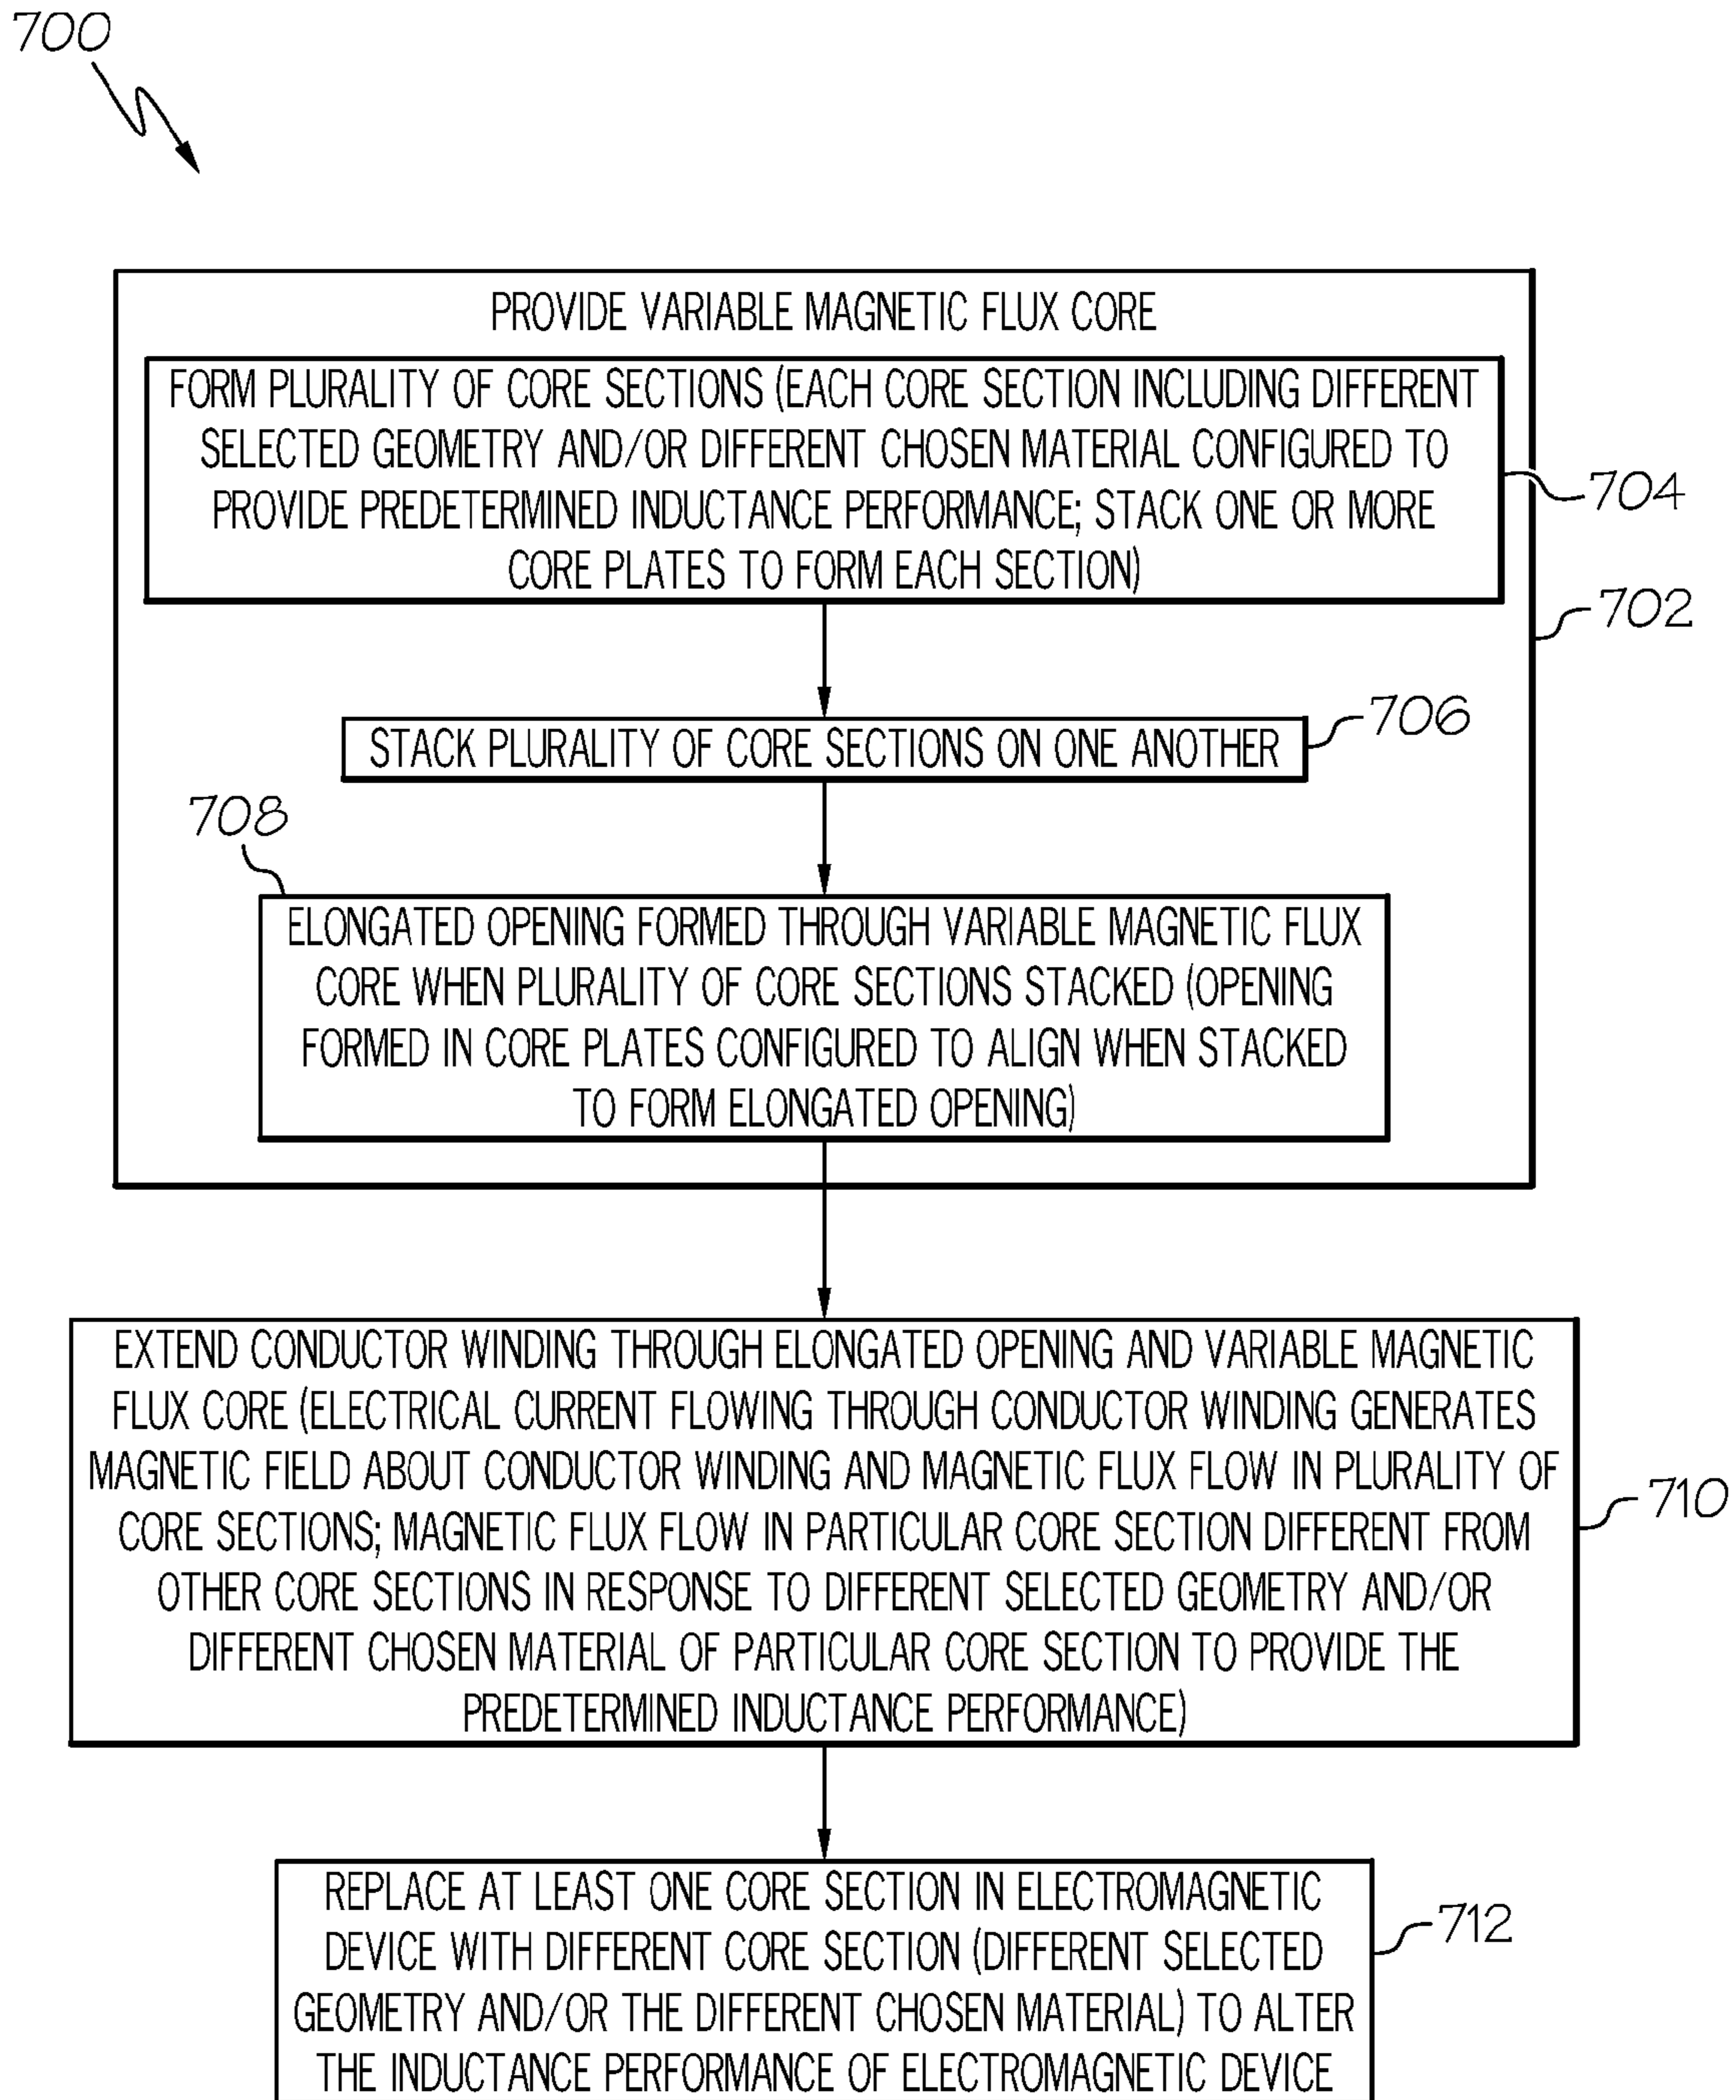 700
PROVIDE VARIABLE MAGNETIC FLUX CORE
FORM PLURALITY OF CORE SECTIONS (EACH CORE SECTION INCLUDING DIFFERENT
SELECTED GEOMETRY AND/OR DIFFERENT CHOSEN MATERIAL CONFIGURED TO
PROVIDE PREDETERMINED INDUCTANCE PERFORMANCE; STACK ONE OR MORE
CORE PLATES TO FORM EACH SECTION)
704
702
STACK PLURALITY OF CORE SECTIONS ON ONE ANOTHER
706
708
ELONGATED OPENING FORMED THROUGH VARIABLE MAGNETIC FLUX
CORE WHEN PLURALITY OF CORE SECTIONS STACKED (OPENING
FORMED IN CORE PLATES CONFIGURED TO ALIGN WHEN STACKED
TO FORM ELONGATED OPENING)
EXTEND CONDUCTOR WINDING THROUGH ELONGATED OPENING AND VARIABLE MAGNETIC
FLUX CORE (ELECTRICAL CURRENT FLOWING THROUGH CONDUCTOR WINDING GENERATES
MAGNETIC FIELD ABOUT CONDUCTOR WINDING AND MAGNETIC FLUX FLOW IN PLURALITY OF
CORE SECTIONS; MAGNETIC FLUX FLOW IN PARTICULAR CORE SECTION DIFFERENT FROM
OTHER CORE SECTIONS IN RESPONSE TO DIFFERENT SELECTED GEOMETRY AND/OR
DIFFERENT CHOSEN MATERIAL OF PARTICULAR CORE SECTION TO PROVIDE THE
PREDETERMINED INDUCTANCE PERFORMANCE)
710
REPLACE AT LEAST ONE CORE SECTION IN ELECTROMAGNETIC
DEVICE WITH DIFFERENT CORE SECTION (DIFFERENT SELECTED
GEOMETRY AND/OR THE DIFFERENT CHOSEN MATERIAL) TO ALTER
THE INDUCTANCE PERFORMANCE OF ELECTROMAGNETIC DEVICE
712